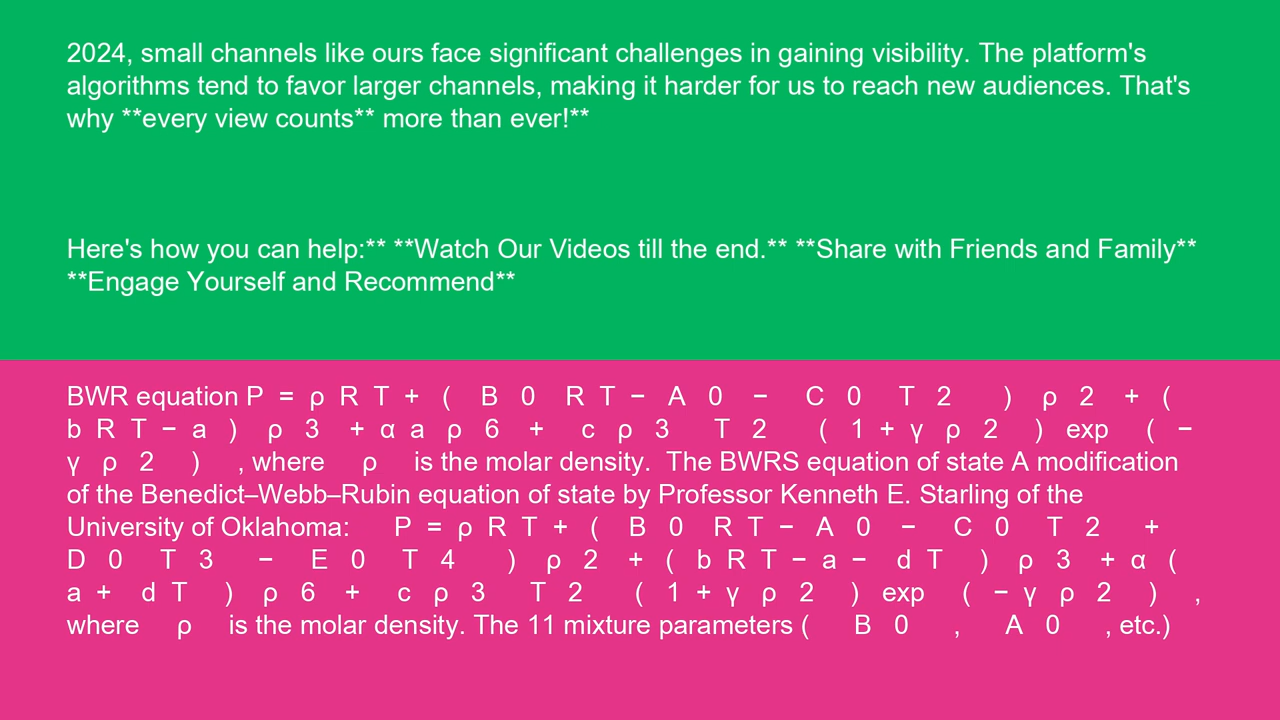 2024, small channels like ours face significant challenges in gaining visibility. The platform's
algorithms tend to favor larger channels, making it harder for us to reach new audiences. That's
why **every view counts** more than ever!**
Here's how you can help:** **Watch Our Videos till the end.** **Share with Friends and Family**
**Engage Yourself and Recommend**
BWR equation P = ρ R T + ( B 0 R T − A 0 − C 0 T 2 ) ρ 2 + (
b R T − a ) ρ 3 + α a ρ 6 + c ρ 3 T 2 ( 1 + γ ρ 2 ) exp ( −
γ ρ 2 ) , where ρ is the molar density. The BWRS equation of state A modification
of the Benedict–Webb–Rubin equation of state by Professor Kenneth E. Starling of the
University of Oklahoma: P = ρ R T + ( B 0 R T − A 0 − C 0 T 2 +
D 0 T 3 − E 0 T 4 ) ρ 2 + ( b R T − a − d T ) ρ 3 + α (
a + d T ) ρ 6 + c ρ 3 T 2 ( 1 + γ ρ 2 ) exp ( − γ ρ 2 ) ,
where ρ is the molar density. The 11 mixture parameters ( B 0 , A 0 , etc.)